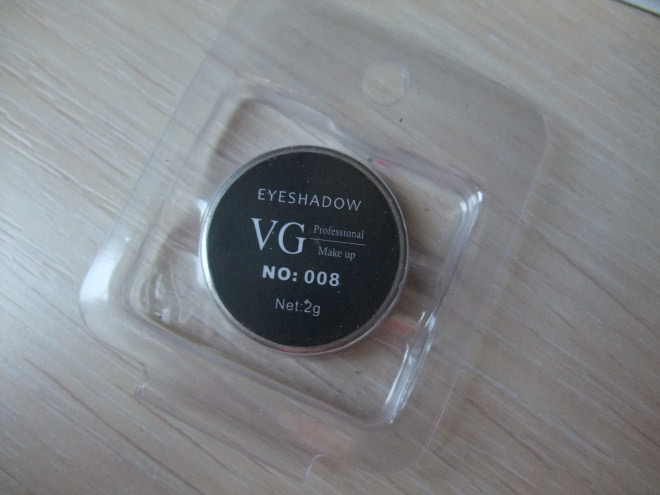 EYESHADOW
VG Professional
Make up
NO: 008
Net:2g